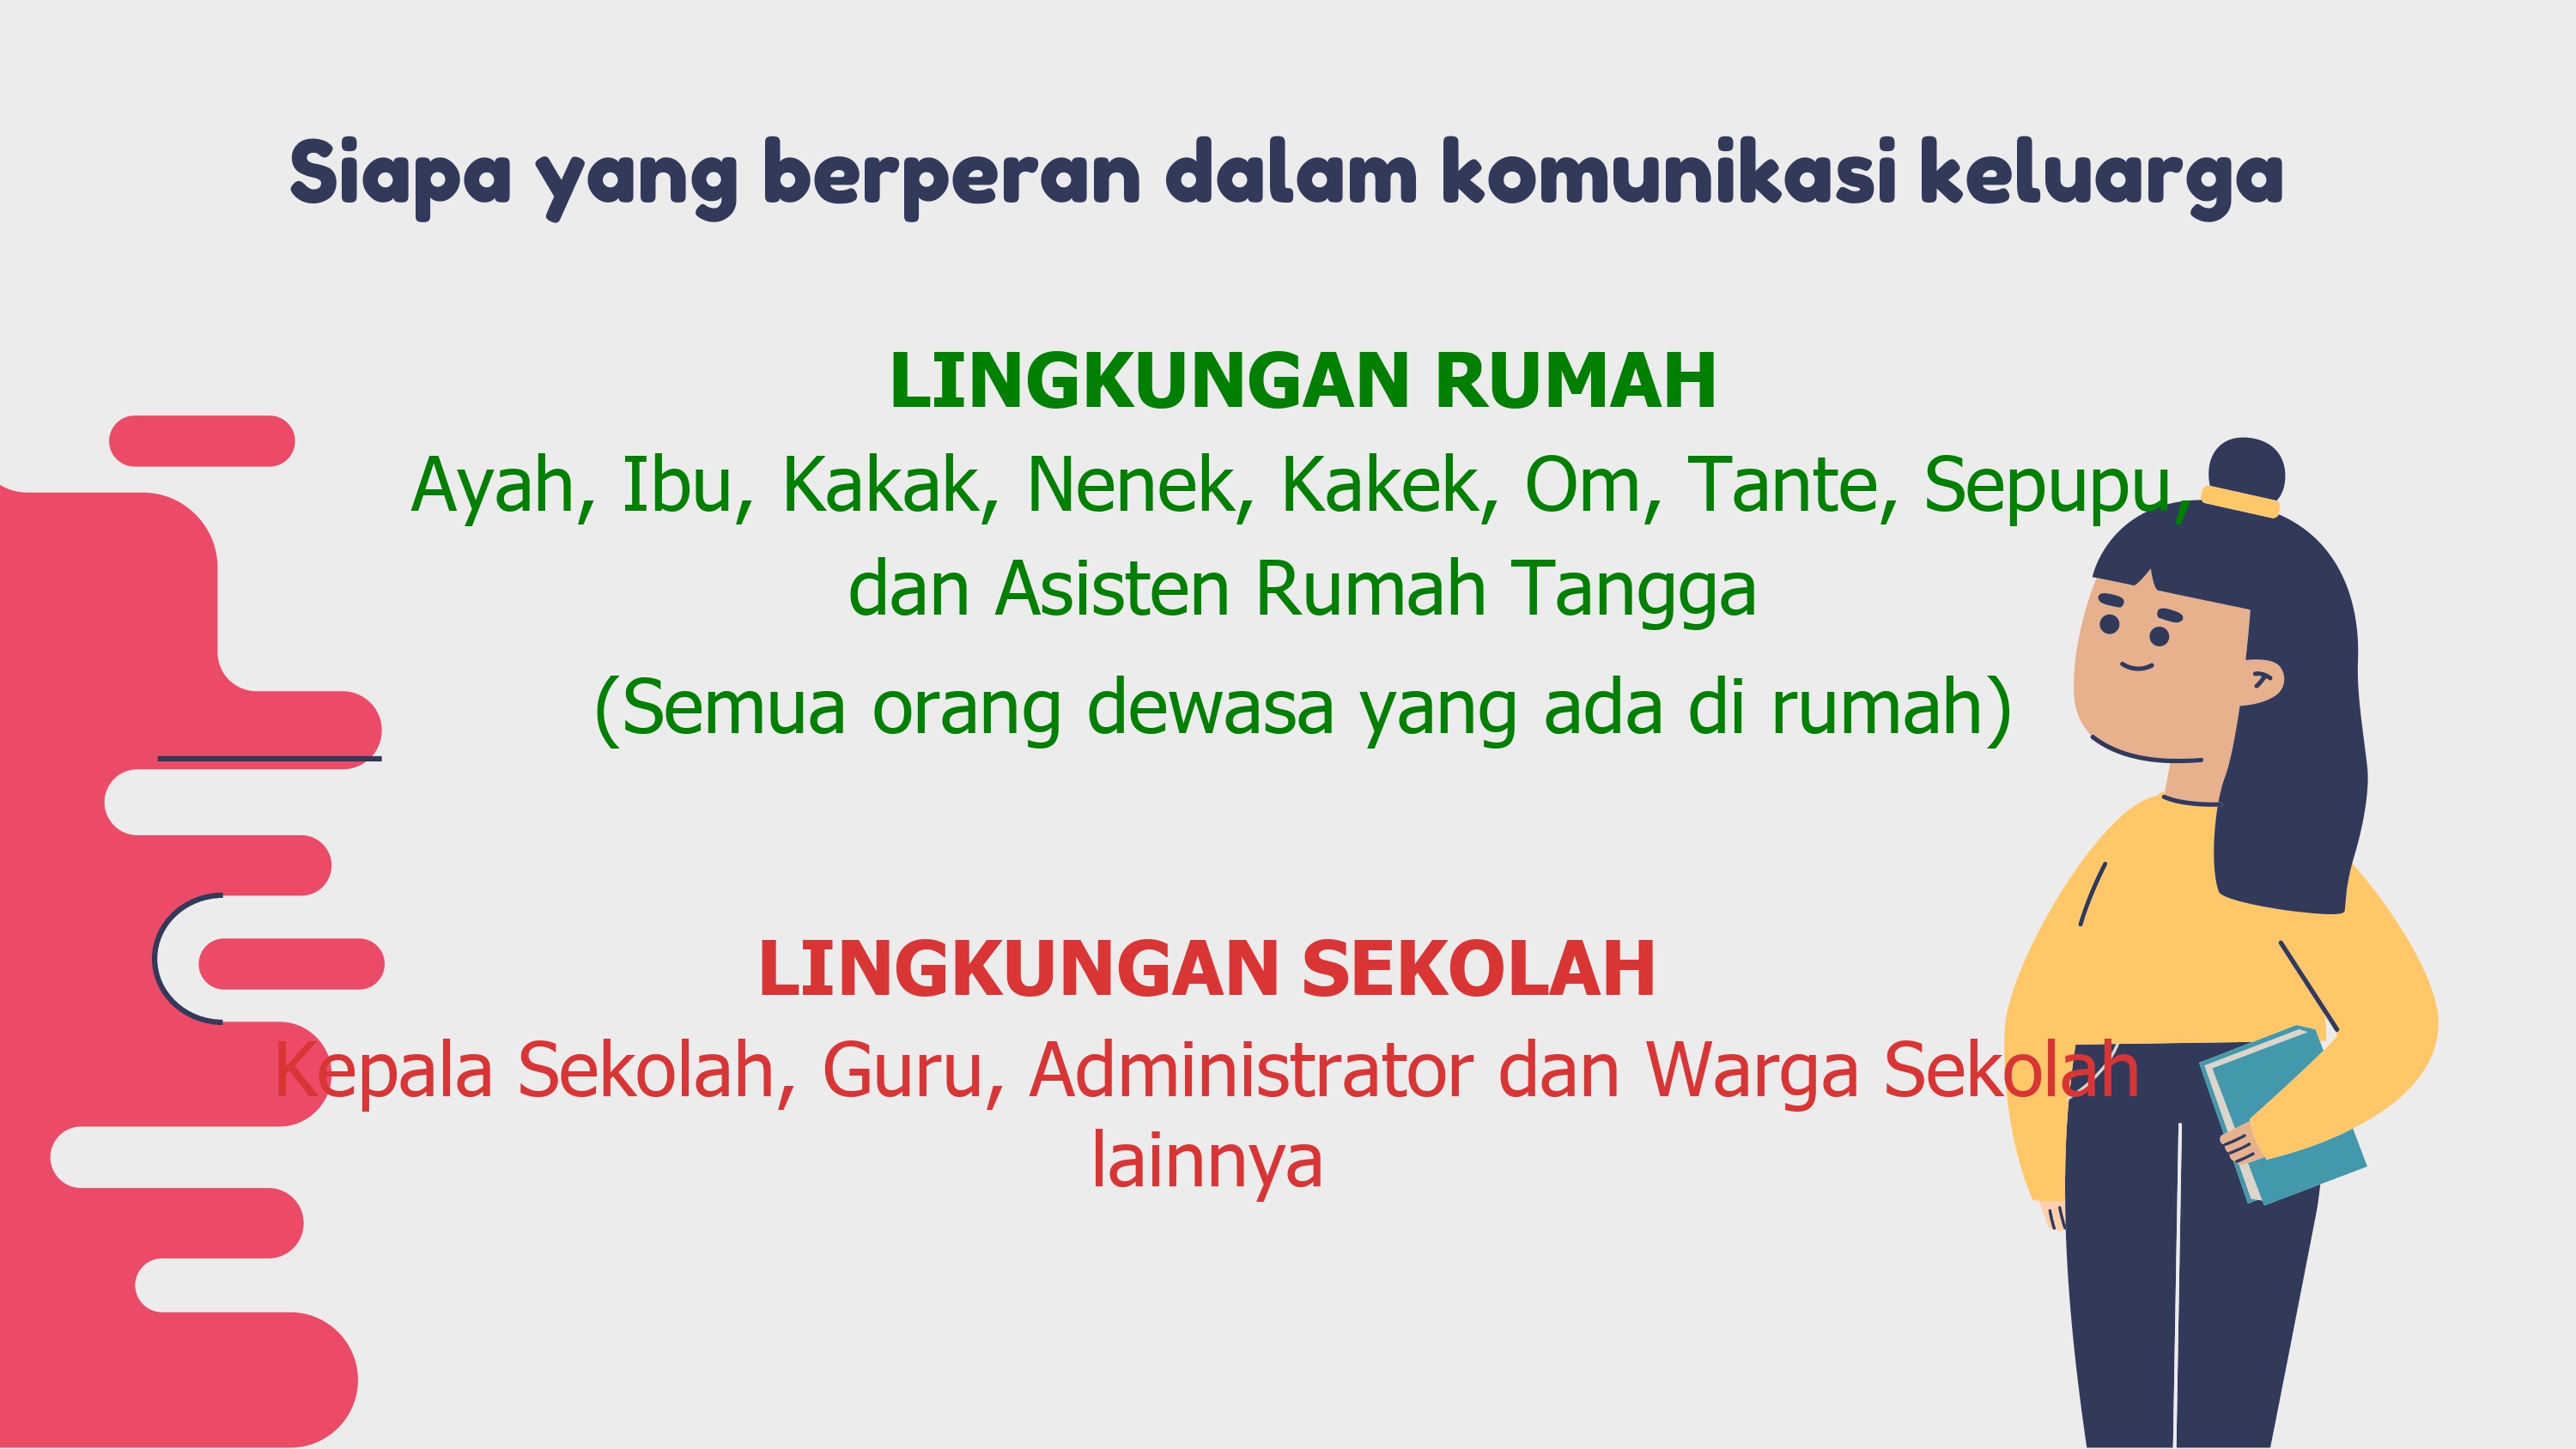 Siapa yang berperan dalam komunikasi keluarga
LINGKUNGAN RUMAH
Ayah, Ibu, Kakak, Nenek, Kakek, Om, Tante, Sepupu,
dan Asisten Rumah Tangga
(Semua orang dewasa yang ada di rumah)
LINGKUNGAN SEKOLAH
Kepala Sekolah, Guru, Administrator dan Warga Sekolah
lainnya